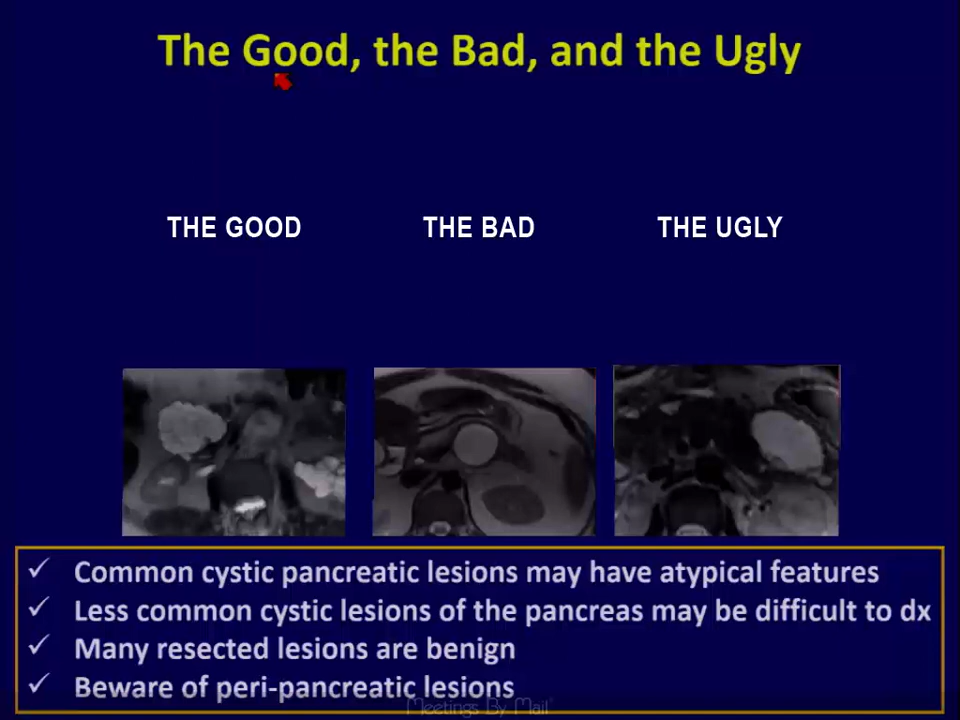 The Good, the Bad, and the Ugly
THE GOOD THE BAD THE UGLY
✓ Common cystic pancreatic lesions may have atypical features
✓ Less common cystic lesions of the pancreas may be difficult to dx
✓ Many resected lesions are benign
✓ Beware of peri-pancreatic lesions
Meetings By Mail